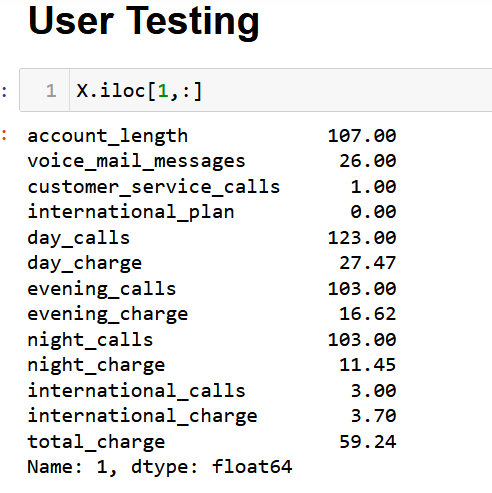 User Testing
: 1 X.iloc[1,:]
: account_length 107.00
voice_mail_messages 26.00
customer_service_calls 1.00
international_plan 0.00
day_calls 123.00
day_charge 27.47
evening_calls 103.00
evening_charge 16.62
night_calls 103.00
night_charge 11.45
international_calls 3.00
international_charge 3.70
total_charge 59.24
Name: 1, dtype: float64